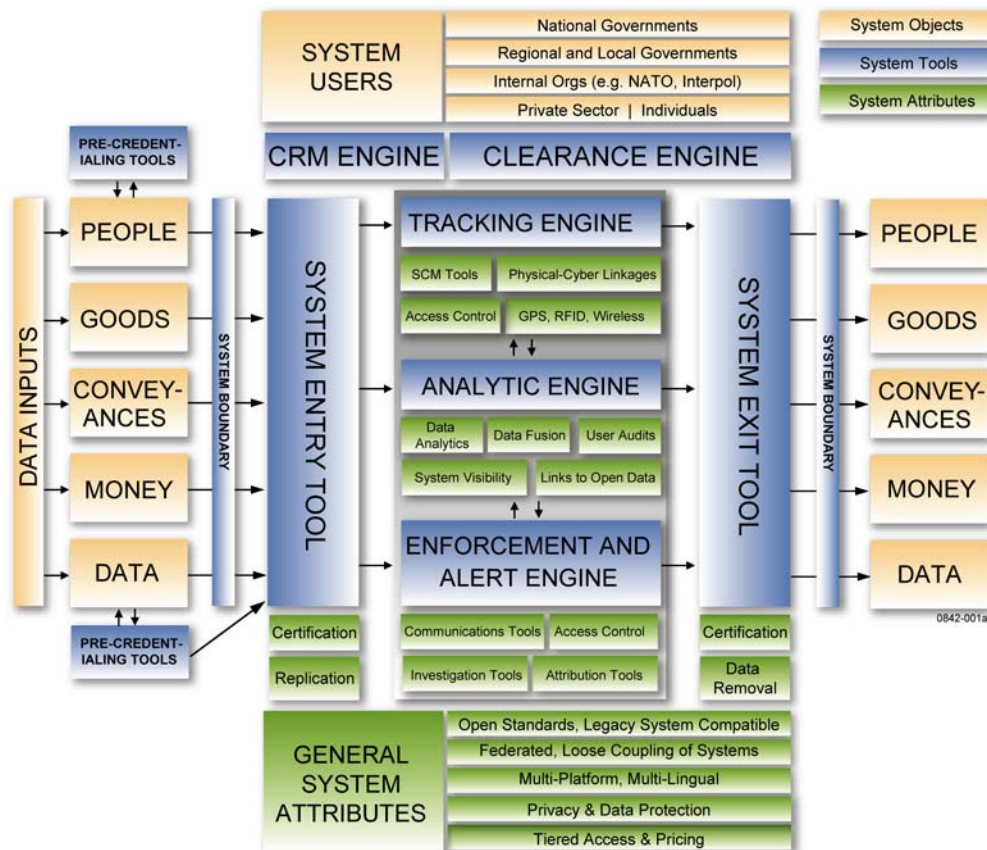 SYSTEM
USERS
National Governments
Regional and Local Governments
Internal Orgs (e.g. NATO, Interpol)
Private Sector | Individuals
System Objects
System Tools
System Attributes
PRE-CREDENT-
IALING TOOLS
CRM ENGINE
CLEARANCE ENGINE
DATA INPUTS
PEOPLE
GOODS
CONVEY-
ANCES
MONEY
DATA
PRE-CREDENT-
IALING TOOLS
SYSTEM BOUNDARY
SYSTEM ENTRY TOOL
Certification
Replication
TRACKING ENGINE
SCM Tools
Physical-Cyber Linkages
Access Control
GPS, RFID, Wireless
ANALYTIC ENGINE
Data
Analytics
Data Fusion
User Audits
System Visibility
Links to Open Data
ENFORCEMENT AND
ALERT ENGINE
Communications Tools
Access Control
Investigation Tools
Attribution Tools
SYSTEM EXIT TOOL
Certification
Data
Removal
SYSTEM BOUNDARY
PEOPLE
GOODS
CONVEY-
ANCES
MONEY
DATA
0842-001a
GENERAL
SYSTEM
ATTRIBUTES
Open Standards, Legacy System Compatible
Federated, Loose Coupling of Systems
Multi-Platform, Multi-Lingual
Privacy & Data Protection
Tiered Access & Pricing